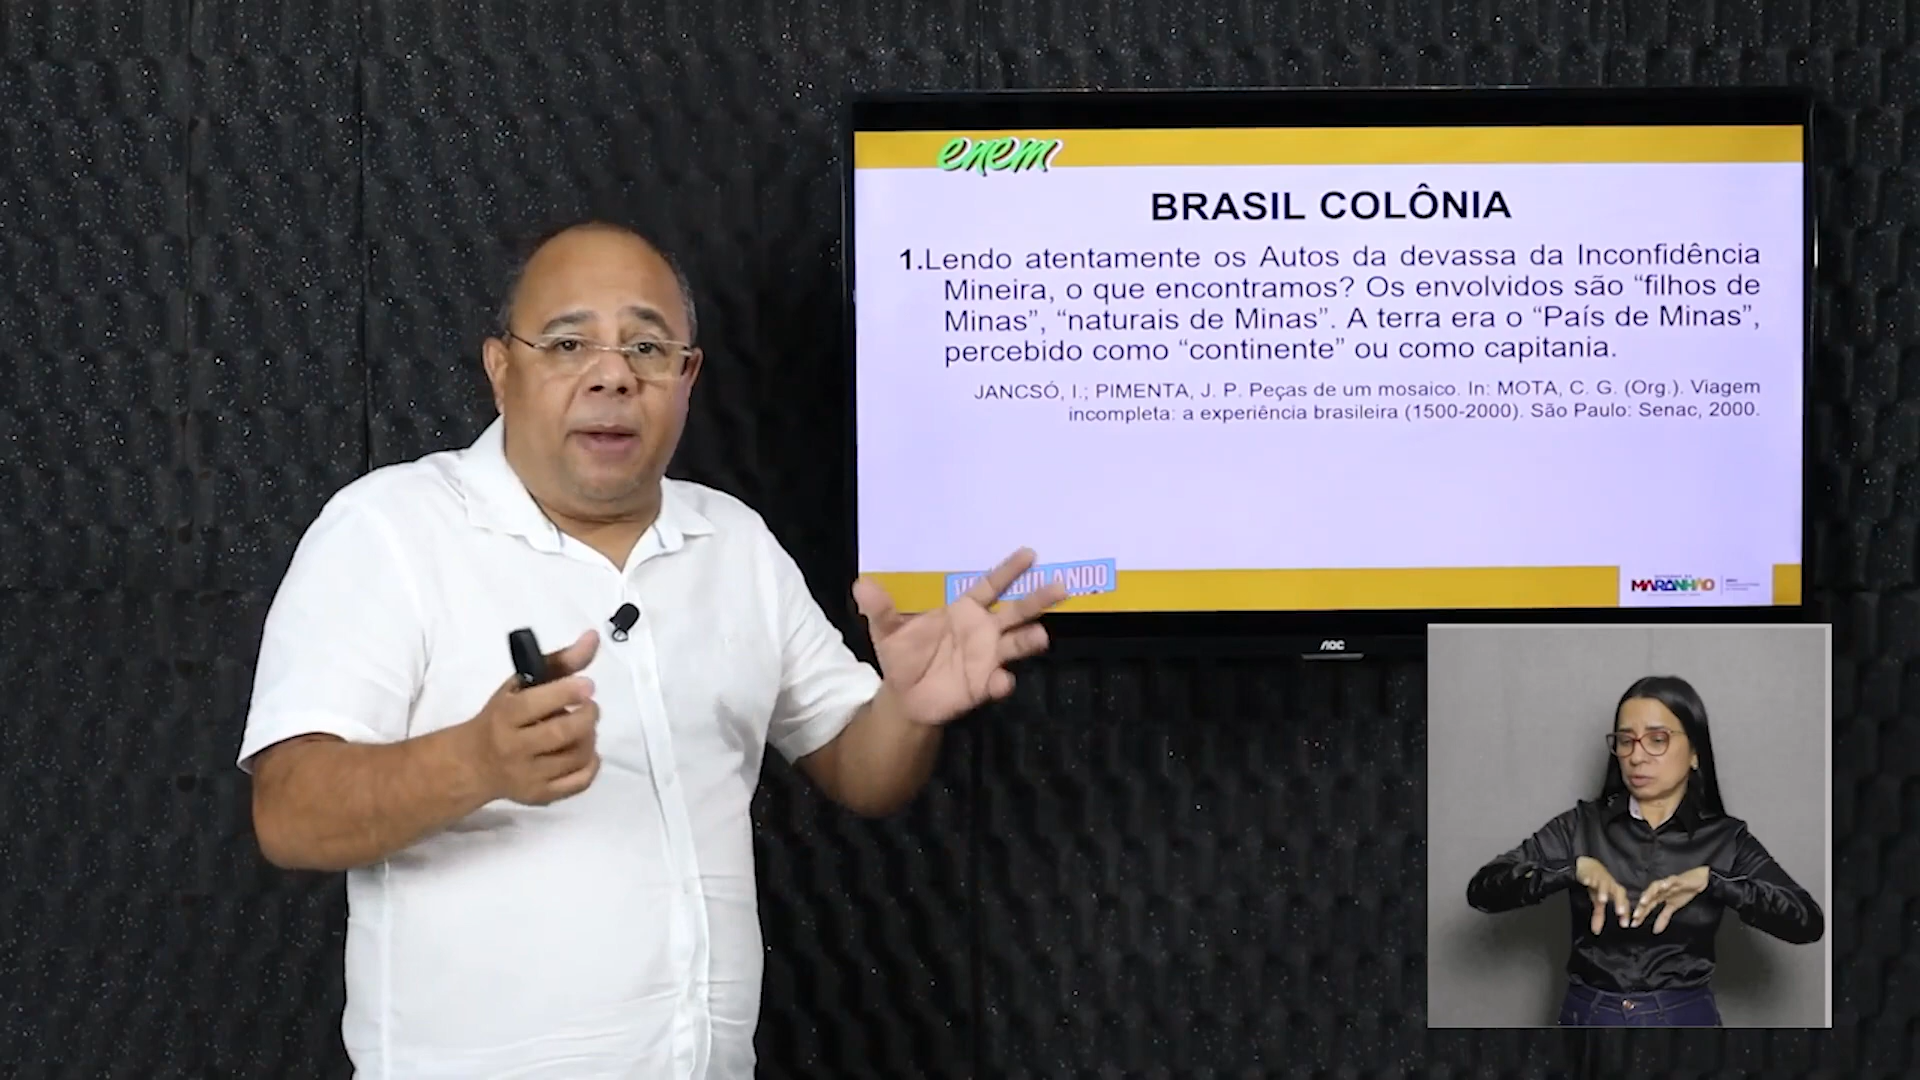 enem
BRASIL COLÔNIA
1.Lendo atentamente os Autos da devassa da Inconfidência
Mineira, o que encontramos? Os envolvidos são “filhos de
Minas”, “naturais de Minas”. A terra era o “País de Minas”,
percebido como “continente” ou como capitania.
JANCSÓ, I.; PIMENTA, J. P. Peças de um mosaico. In: MOTA, C. G. (Org.). Viagem
incompleta: a experiência brasileira (1500-2000). São Paulo: Senac, 2000.
MARANHÃO
AOC